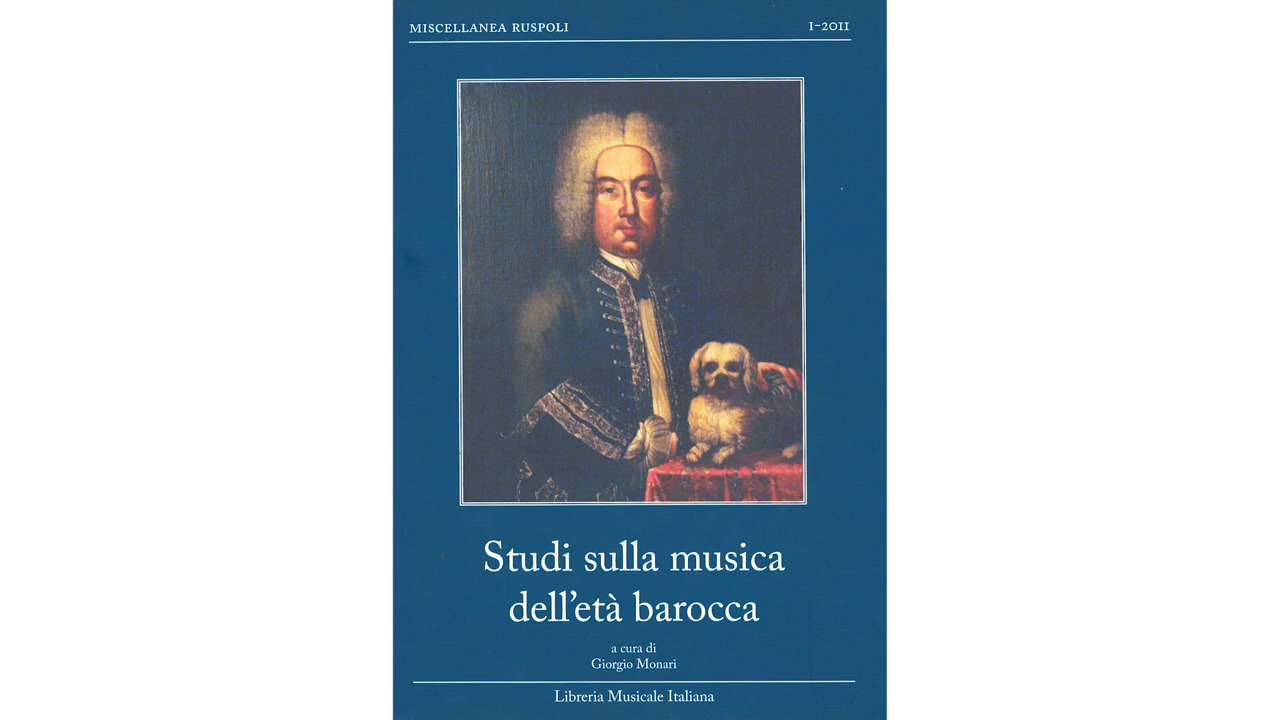 MISCELLANEA RUSPOLI
I-2011
Studi sulla musica
dell'età barocca
a cura di
Giorgio Monari
Libreria Musicale Italiana